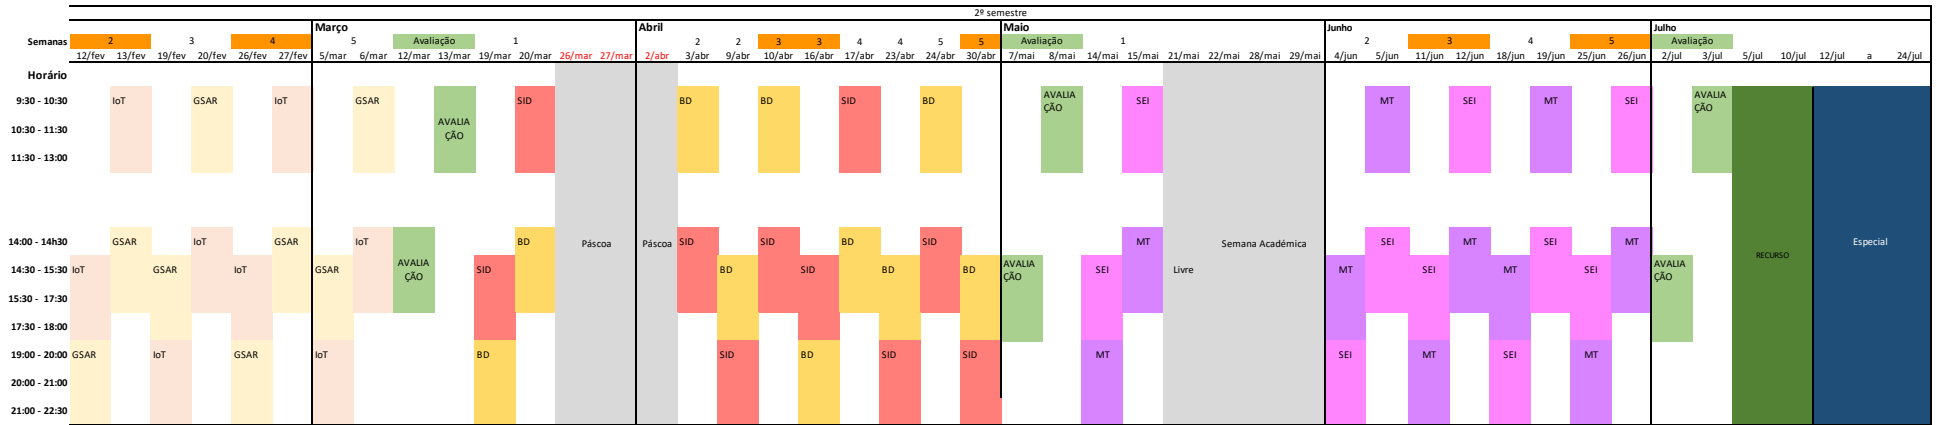 2º semestre
Março Abril Maio Junho Julho
Semanas 2 3 4 5 Avaliação 1 2 2 3 3 4 4 5 5 Avaliação 1 2 3 4 5 Avaliação
12/fev 13/fev 19/fev 20/fev 26/fev 27/fev 5/mar 6/mar 12/mar 13/mar 19/mar 20/mar 26/mar 27/mar 2/abr 3/abr 9/abr 10/abr 16/abr 17/abr 23/abr 24/abr 30/abr 7/mai 8/mai 14/mai 15/mai 21/mai 22/mai 28/mai 29/mai 4/jun 5/jun 11/jun 12/jun 18/jun 19/jun 25/jun 26/jun 2/jul 3/jul 5/jul 10/jul 12/jul a 24/jul
Horário
9:30 - 10:30 IoT GSAR IoT GSAR AVALIA SID BD BD SID BD AVALIA SEI MT SEI MT SEI AVALIA
ÇÃO ÇÃO ÇÃO
10:30 - 11:30
11:30 - 13:00
14:00 - 14h30 GSAR IoT GSAR IoT BD Páscoa Páscoa SID SID BD SID MT Semana Académica SEI MT SEI MT Especial
14:30 - 15:30 IoT GSAR IoT GSAR AVALIA SID BD SID BD BD AVALIA SEI Livre MT SEI MT SEI AVALIA RECURSO
ÇÃO ÇÃO ÇÃO
15:30 - 17:30
17:30 - 18:00
19:00 - 20:00 GSAR IoT GSAR IoT BD SID BD SID SID MT SEI MT SEI MT
20:00 - 21:00
21:00 - 22:30